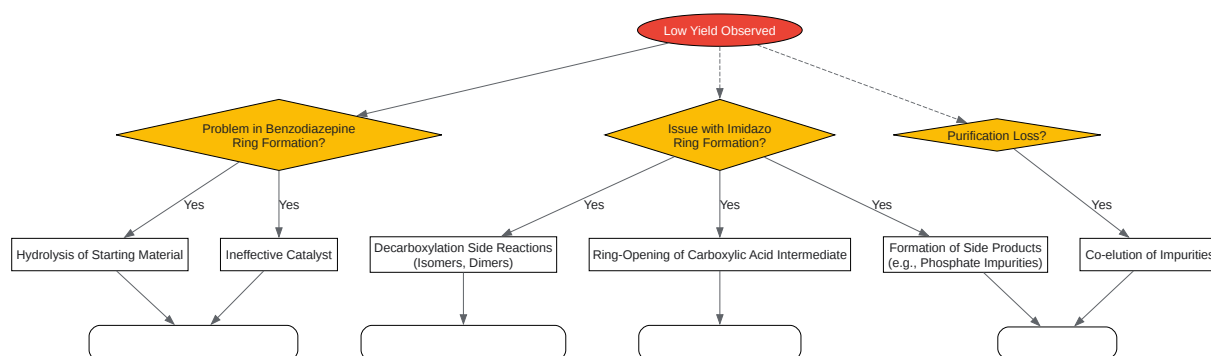 Low Yield Observed
Problem in Benzodiazepine
Ring Formation?
Issue with Imidazo
Ring Formation?
Purification Loss?
Yes
Yes
Yes
Yes
Yes
Yes
Hydrolysis of Starting Material
Ineffective Catalyst
Decarboxylation Side Reactions
(Isomers, Dimers)
Ring-Opening of Carboxylic Acid Intermediate
Formation of Side Products
(e.g., Phosphate Impurities)
Co-elution of Impurities